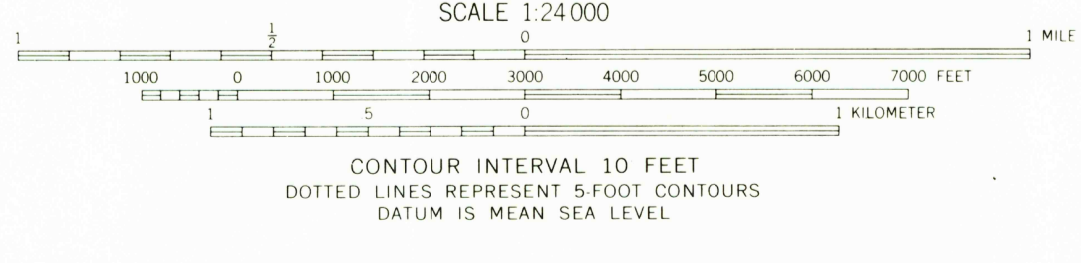 SCALE 1:24 000
1 1/2 0 1 MILE
1000 0 1000 2000 3000 4000 5000 6000 7000 FEET
1 5 0 1 KILOMETER
CONTOUR INTERVAL 10 FEET
DOTTED LINES REPRESENT 5-FOOT CONTOURS
DATUM IS MEAN SEA LEVEL